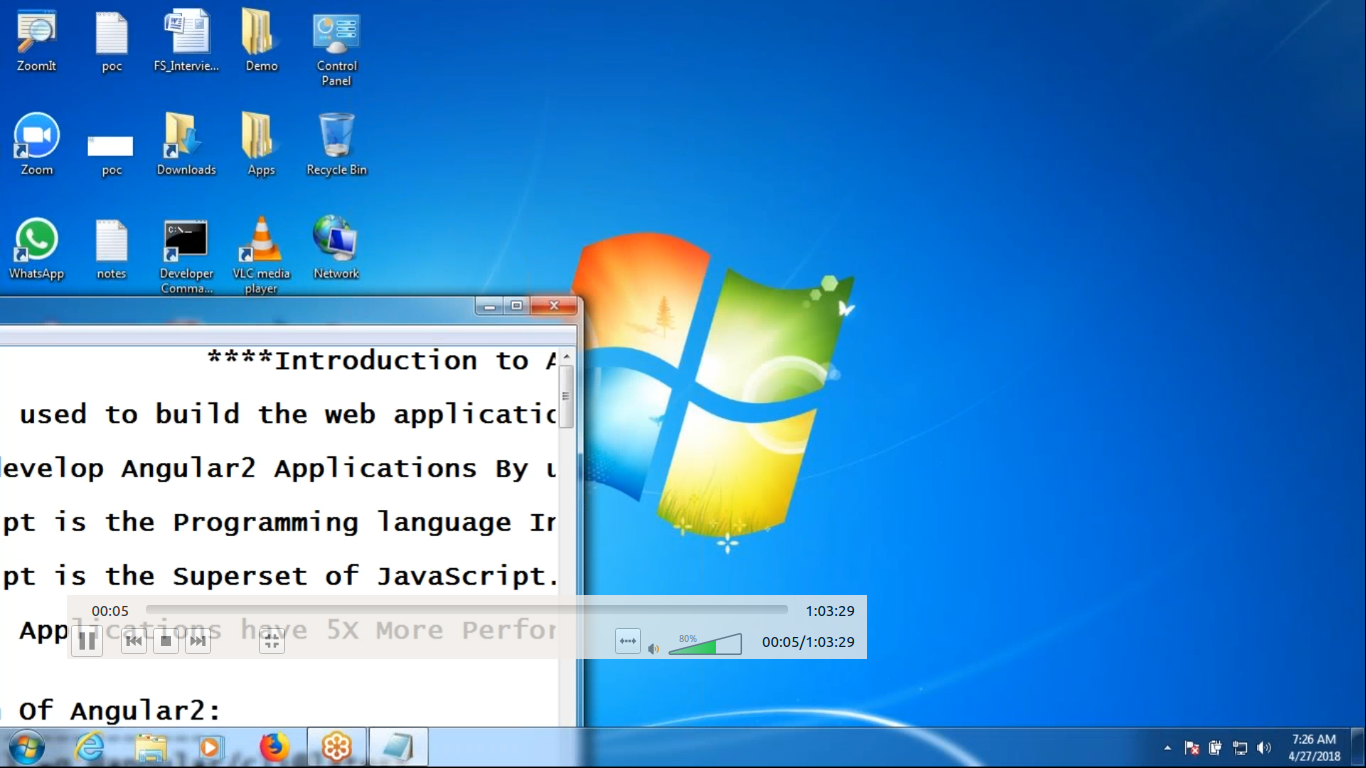 ZoomIt
poc
FS_Intervie...
Demo
Control
Panel
Zoom
poc
Downloads
Apps
Recycle Bin
WhatsApp
notes
Developer
Comma...
VLC media
player
Network
****Introduction to A
used to build the web applicatio
evelop Angular2 Applications By u
pt is the Programming language In
pt is the Superset of JavaScript.
Applications have 5X More Perfor
Of Angular2:
00:05
1:03:29
80%
00:05/1:03:29
7:26 AM
4/27/2018